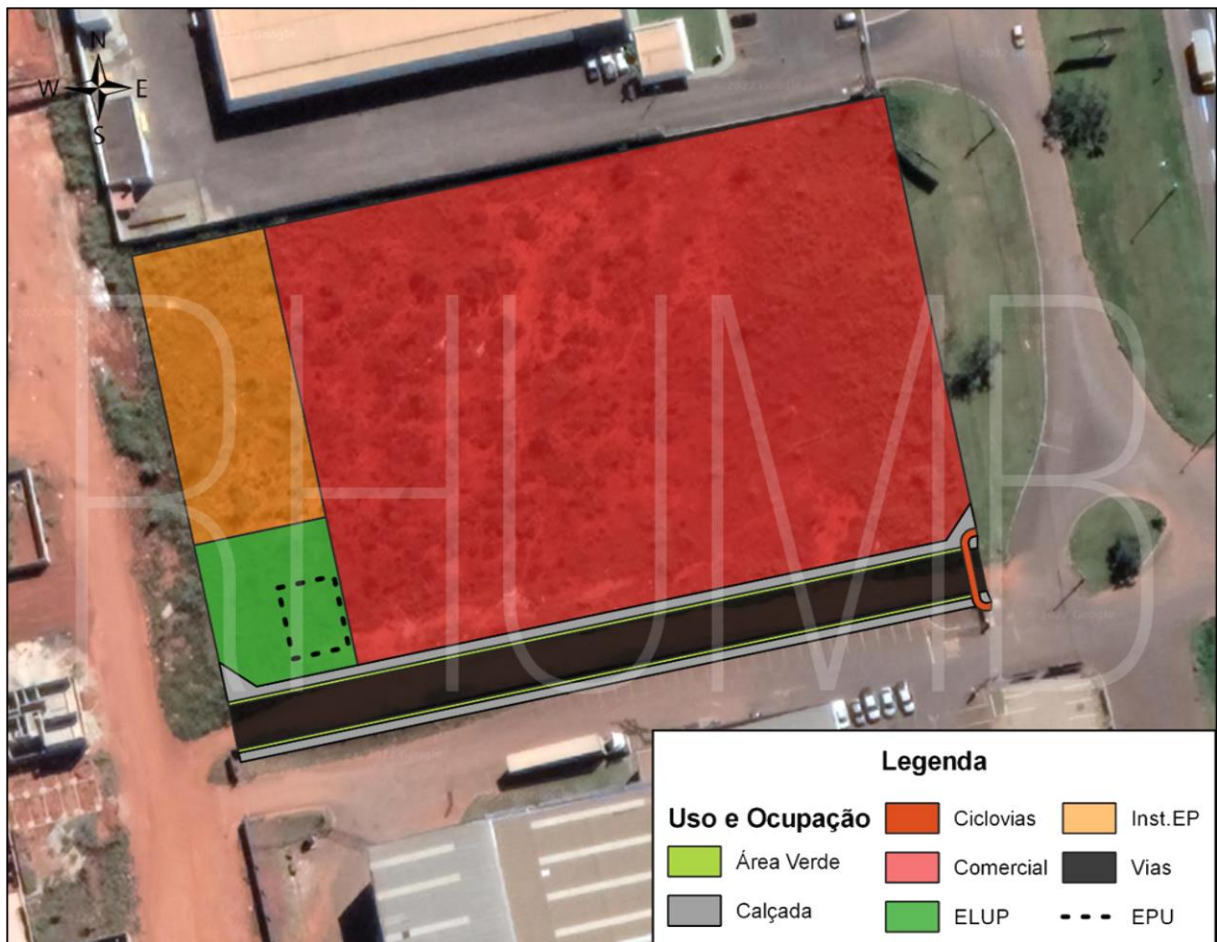 N
W E
S
RHUMB
Legenda
Uso e Ocupação
Área Verde
Calçada
Ciclovias
Comercial
ELUP
Inst.EP
Vias
EPU